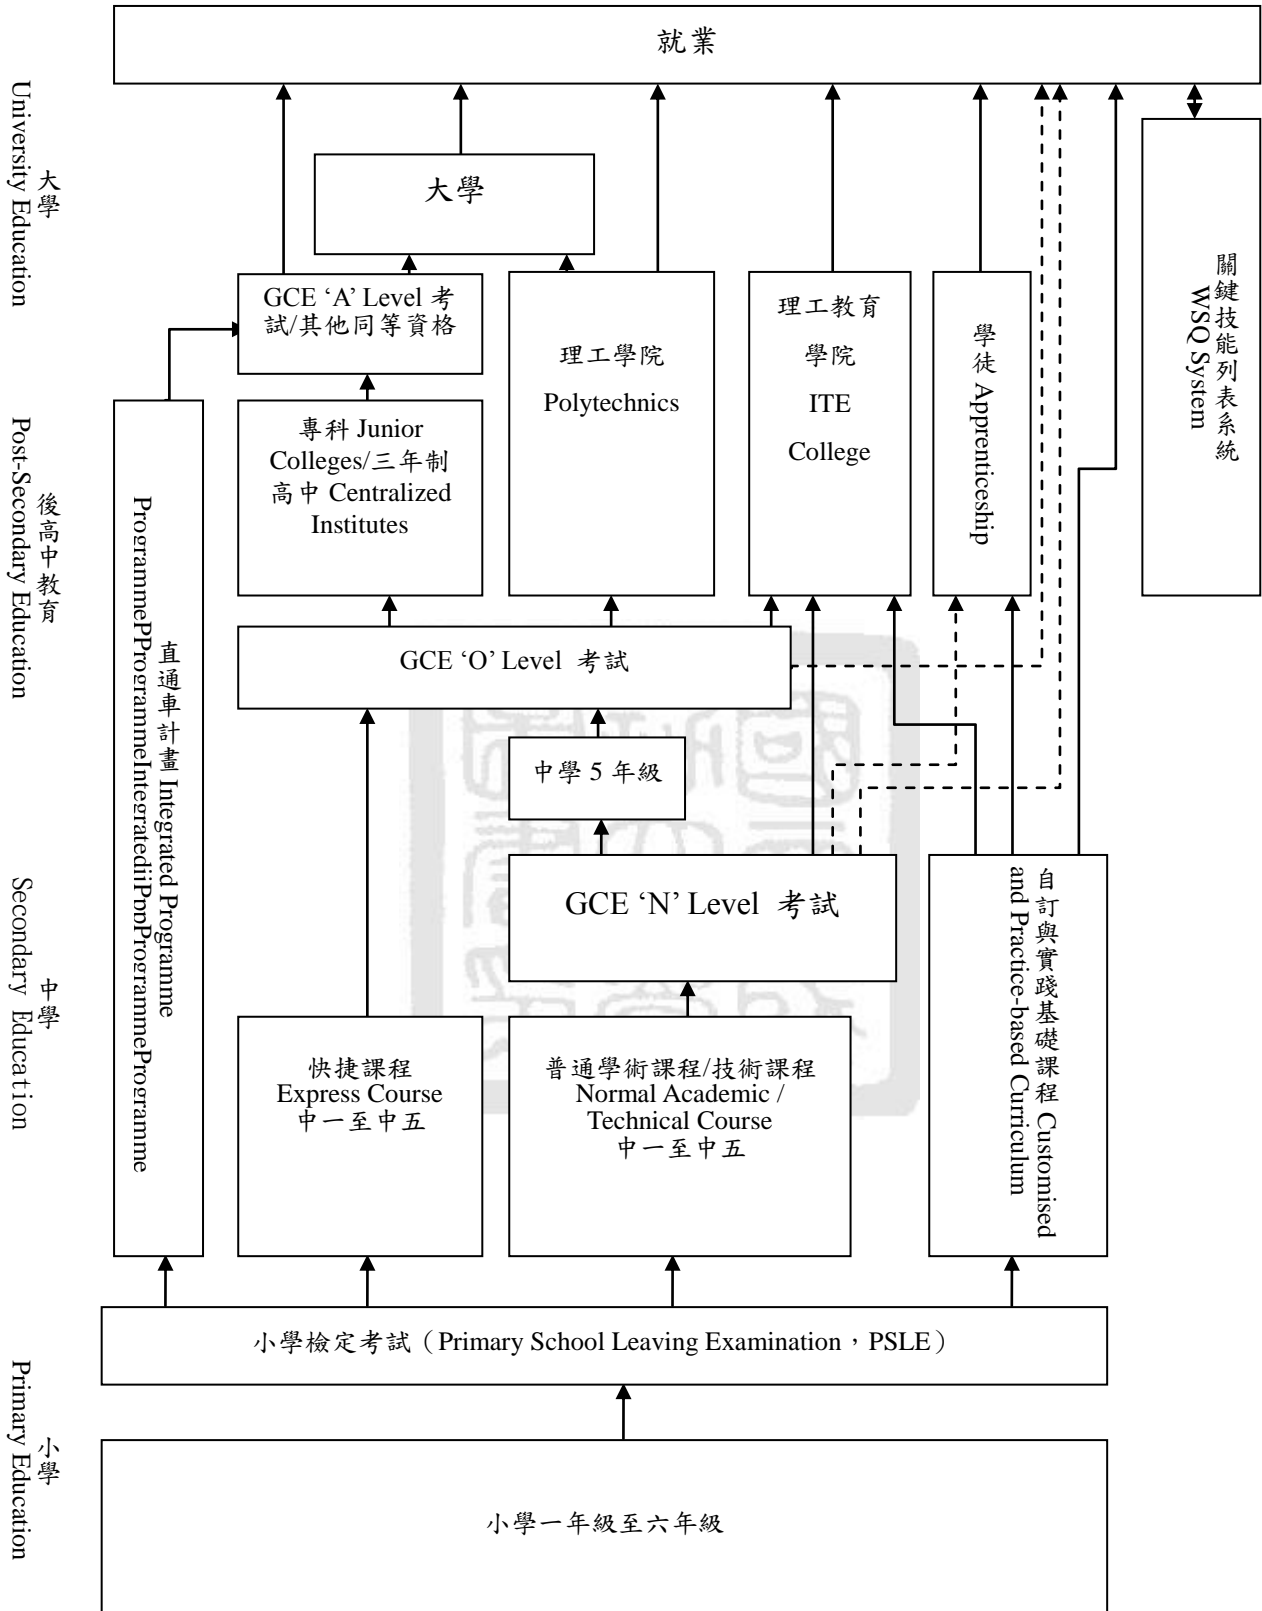 就業
大學
University Education
大學
關鍵技能列表系統
WSQ System
GCE ‘A’ Level 考
試/其他同等資格
理工學院
Polytechnics
理工教育
學院
ITE
College
學徒 Apprenticeship
後高中教育
Post-Secondary Education
專科 Junior
Colleges/三年制
高中 Centralized
Institutes
直通車計畫 Integrated Programme
ProgrammePProgrammeIntegratediiPppProgrammeProgramme
GCE ‘O’ Level 考試
中學 5 年級
GCE ‘N’ Level 考試
中學
Secondary Education
快捷課程
Express Course
中一至中五
普通學術課程/技術課程
Normal Academic /
Technical Course
中一至中五
自訂與實踐基礎課程 Customised
and Practice-based Curriculum
小學檢定考試（Primary School Leaving Examination，PSLE）
小學
Primary Education
小學一年級至六年級